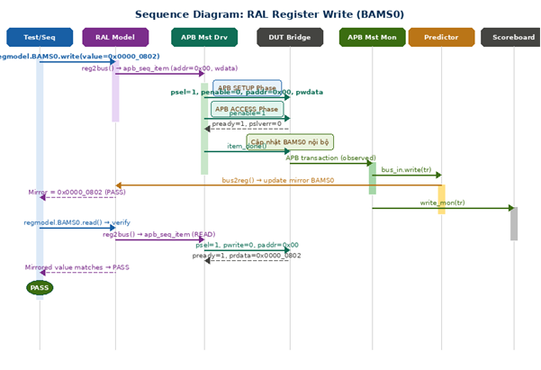 Sequence Diagram: RAL Register Write (BAMS0)
Test/Seq
RAL Model
APB Mst Drv
DUT Bridge
APB Mst Mon
Predictor
Scoreboard
regmodel.BAMS0.write(value=0x0000_0802)
reg2bus() → apb_seq_item (addr=0x00, wdata)
APB SETUP Phase
psel=1, penable=0, paddr=0x00, pwdata
APB ACCESS Phase
penable=1
pready=1, pslverr=0
Cập nhật BAMS0 nội bộ
item_done()
APB transaction (observed)
bus_in.write(tr)
bus2reg() → update mirror BAMS0
Mirror = 0x0000_0802 (PASS)
write_mon(tr)
regmodel.BAMS0.read() → verify
reg2bus() → apb_seq_item (READ)
psel=1, pwrite=0, paddr=0x00
pready=1, prdata=0x0000_0802
Mirrored value matches → PASS
PASS